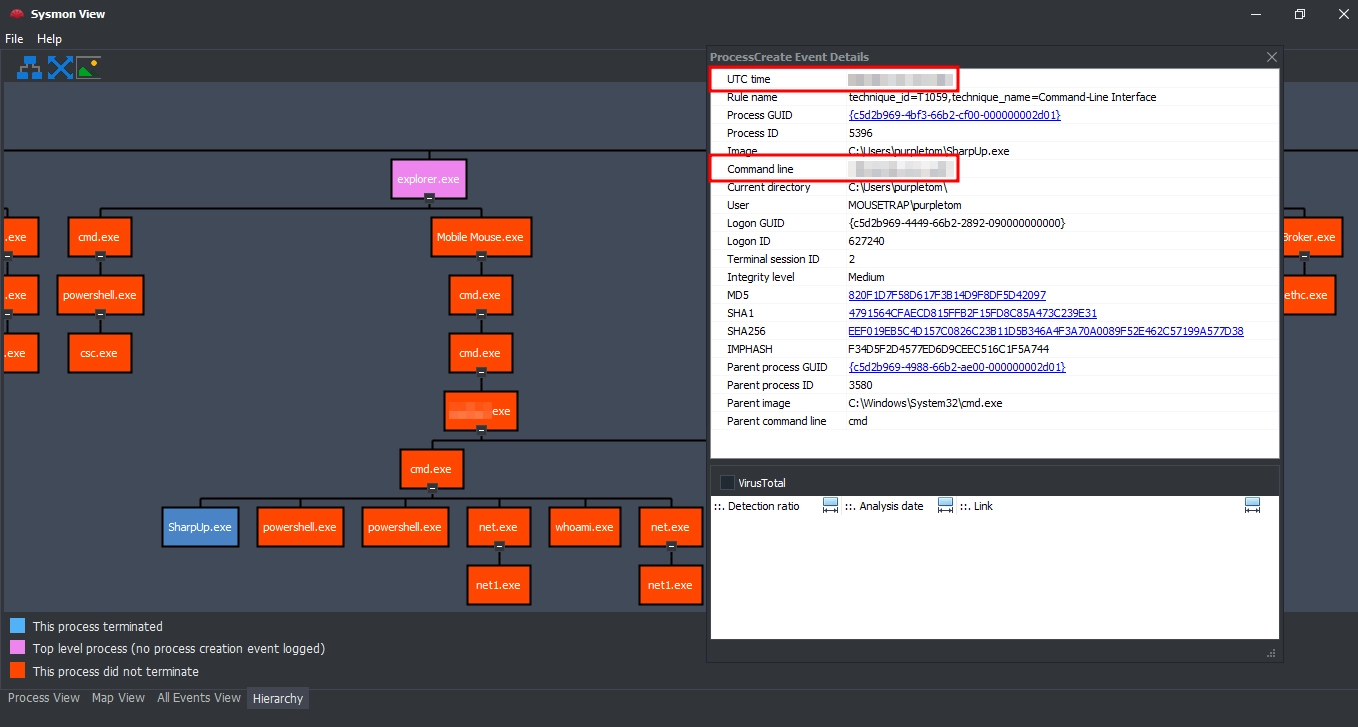 Sysmon View
File Help
ProcessCreate Event Details
UTC time
Rule name technique_id=T1059,technique_name=Command-Line Interface
Process GUID {c5d2b969-4bf3-66b2-cf00-000000002d01}
Process ID 5396
Image C:\Users\purpletom\SharpUp.exe
Command line
Current directory C:\Users\purpletom\
User MOUSETRAP\purpletom
Logon GUID {c5d2b969-4449-66b2-2892-090000000000}
Logon ID 627240
Terminal session ID 2
Integrity level Medium
MD5 820F1D7F58D617F3B14D9F8DF5D42097
SHA1 4791564CFAECD815FFB2F15FD8C85A473C239E31
SHA256 EEF019EB5C4D157C0826C23B11D5B346A4F3A70A0089F52E462C57199A577D38
IMPHASH F34D5F2D4577ED6D9CEEC516C1F5A744
Parent process GUID {c5d2b969-4988-66b2-ae00-000000002d01}
Parent process ID 3580
Parent image C:\Windows\System32\cmd.exe
Parent command line cmd
VirusTotal
::. Detection ratio ::. Analysis date ::. Link
explorer.exe
.exe cmd.exe Mobile Mouse.exe Broker.exe
.exe powershell.exe cmd.exe ethc.exe
.exe csc.exe cmd.exe
exe
cmd.exe
SharpUp.exe powershell.exe powershell.exe net.exe whoami.exe net.exe
net1.exe net1.exe
This process terminated
Top level process (no process creation event logged)
This process did not terminate
Process View Map View All Events View Hierarchy